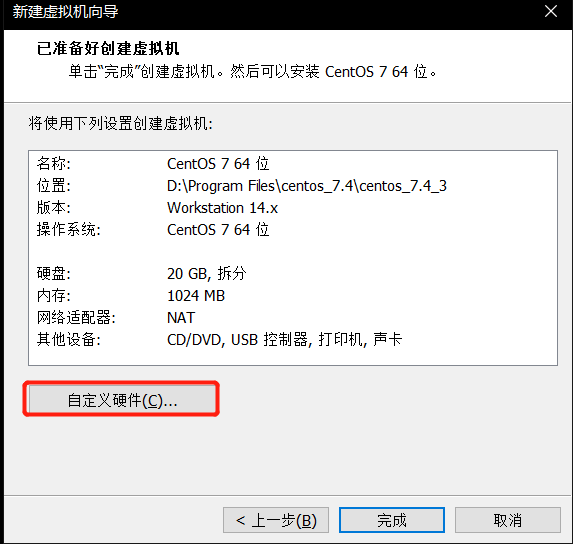 新建虚拟机向导
已准备好创建虚拟机
单击“完成”创建虚拟机。然后可以安装 CentOS 7 64 位。
将使用下列设置创建虚拟机:
名称: CentOS 7 64 位
位置: D:\Program Files\centos_7.4\centos_7.4_3
版本: Workstation 14.x
操作系统: CentOS 7 64 位
硬盘: 20 GB, 拆分
内存: 1024 MB
网络适配器: NAT
其他设备: CD/DVD, USB 控制器, 打印机, 声卡
自定义硬件(C)...
< 上一步(B) 完成 取消